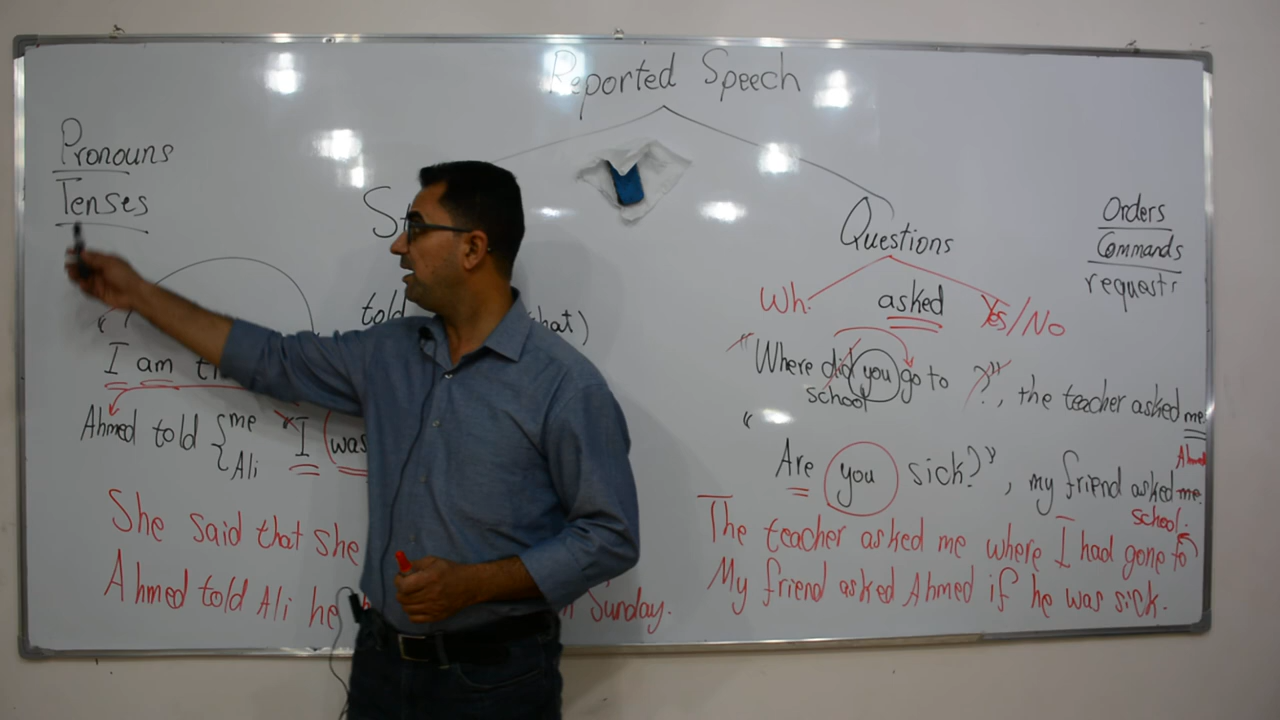 Reported Speech
Pronouns
Tenses
told
hat)
I am
Ahmed told { me
Ali
"I was
She said that she
Ahmed told Ali he
Sunday.
Questions
Wh.
asked
Yes/No
"Where did you go to
school
?", the teacher asked me.
Ahmed
"Are you sick?", my friend asked me.
school.
The teacher asked me where I had gone to
My friend asked Ahmed if he was sick.
Orders
Commands
requests